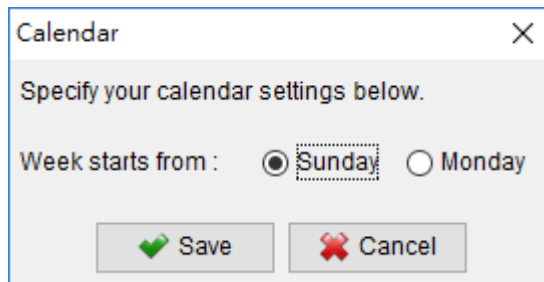 Calendar
Specify your calendar settings below.
Week starts from : Sunday Monday
Save Cancel